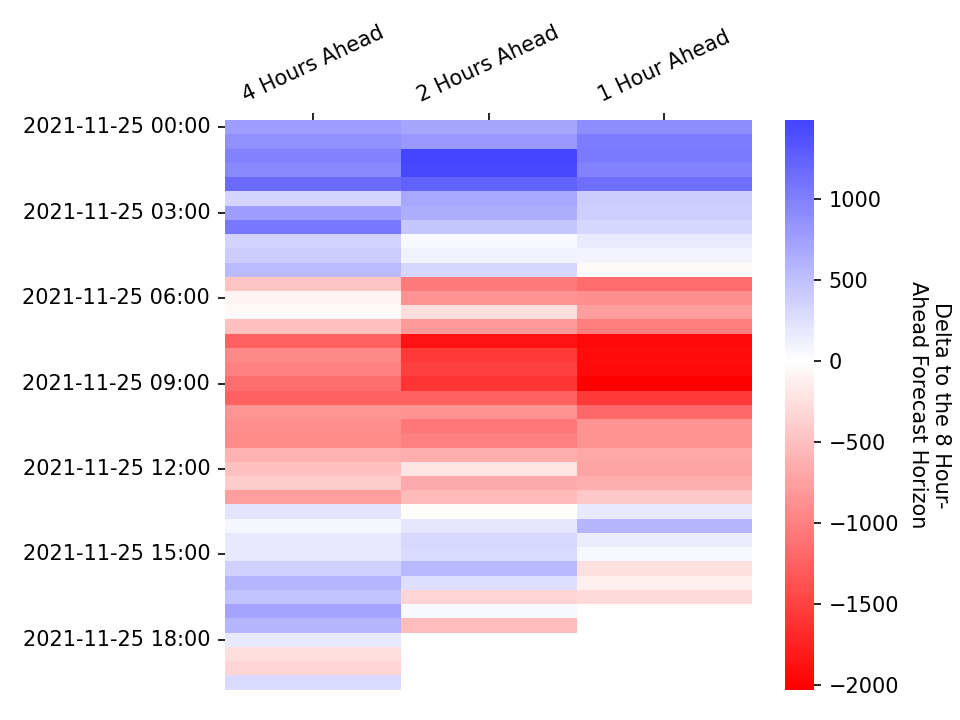 4 Hours Ahead
2 Hours Ahead
1 Hour Ahead
2021-11-25 00:00
2021-11-25 03:00
2021-11-25 06:00
2021-11-25 09:00
2021-11-25 12:00
2021-11-25 15:00
2021-11-25 18:00
1000
500
0
−500
−1000
−1500
−2000
Delta to the 8 Hour-
Ahead Forecast Horizon